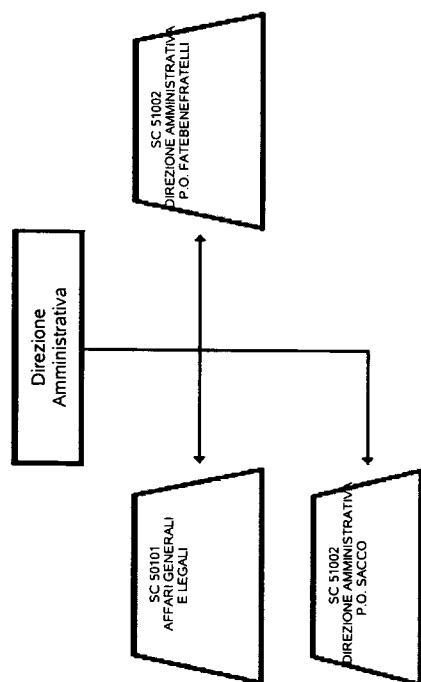 Direzione
Amministrativa
SC 50101
AFFARI GENERALI
E LEGALI
SC 51002
DIREZIONE AMMINISTRATIVA
P.O. FATEBENEFRATELLI
SC 51002
DIREZIONE AMMINISTRATIVA
P.O. SACCO